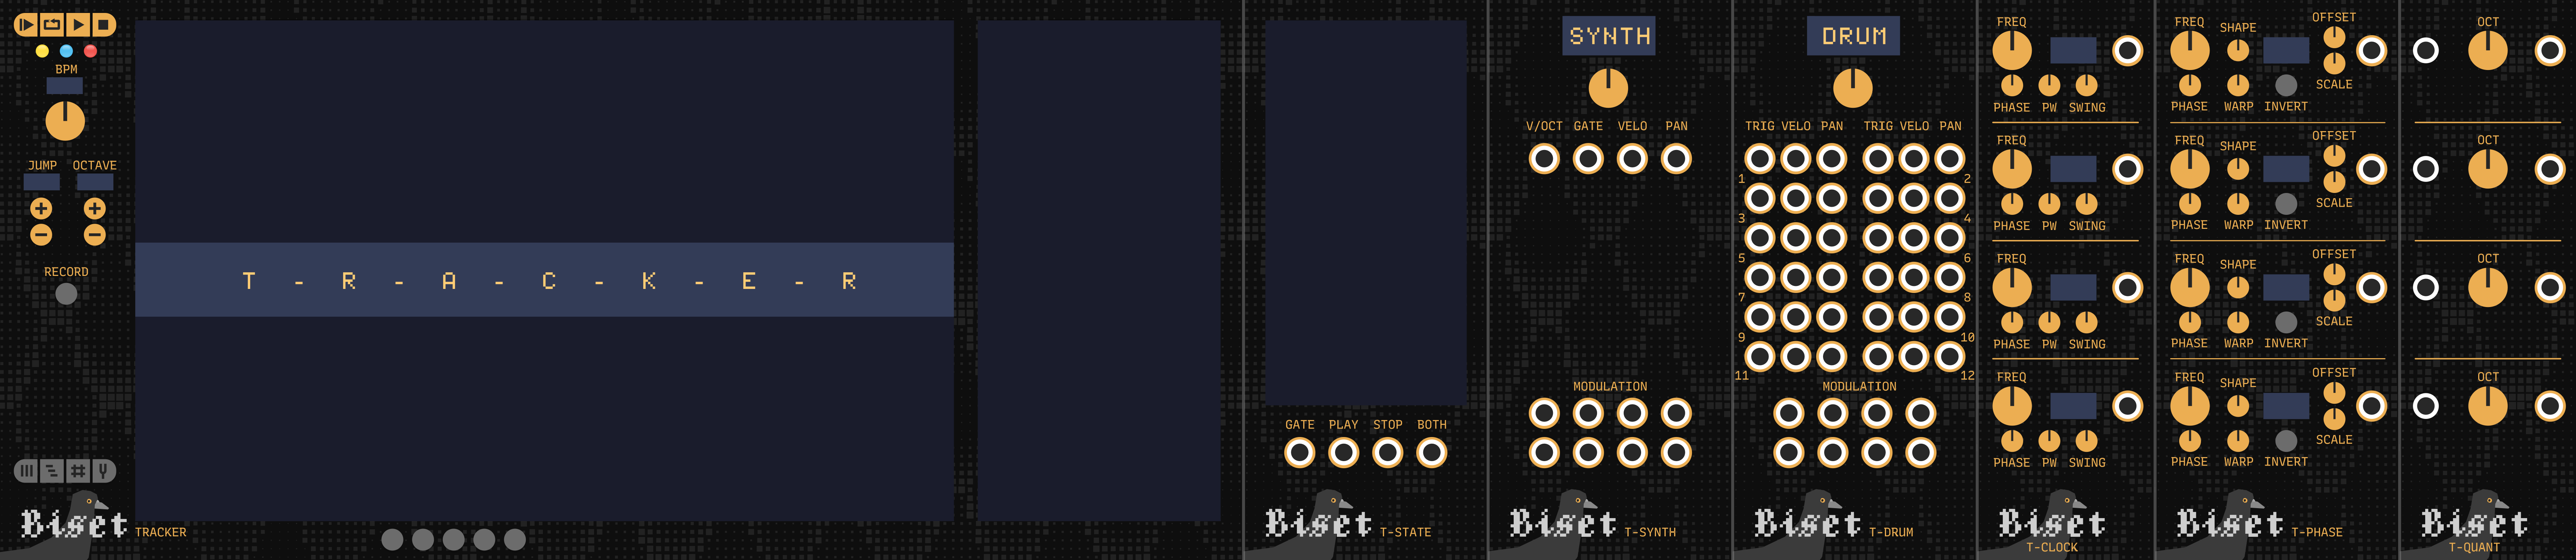 BPM
JUMP OCTAVE
RECORD
T - R - A - C - K - E - R
Biset TRACKER
GATE PLAY STOP BOTH
Biset T-STATE
SYNTH
V/OCT GATE VELO PAN
MODULATION
Biset T-SYNTH
DRUM
TRIG VELO PAN TRIG VELO PAN
1 2
3 4
5 6
7 8
9 10
11 12
MODULATION
Biset T-DRUM
FREQ
PHASE PW SWING
FREQ
PHASE PW SWING
FREQ
PHASE PW SWING
FREQ
PHASE PW SWING
Biset
T-CLOCK
FREQ SHAPE OFFSET
SCALE
PHASE WARP INVERT
FREQ SHAPE OFFSET
SCALE
PHASE WARP INVERT
FREQ SHAPE OFFSET
SCALE
PHASE WARP INVERT
FREQ SHAPE OFFSET
SCALE
PHASE WARP INVERT
Biset T-PHASE
OCT
OCT
OCT
OCT
Biset
T-QUANT